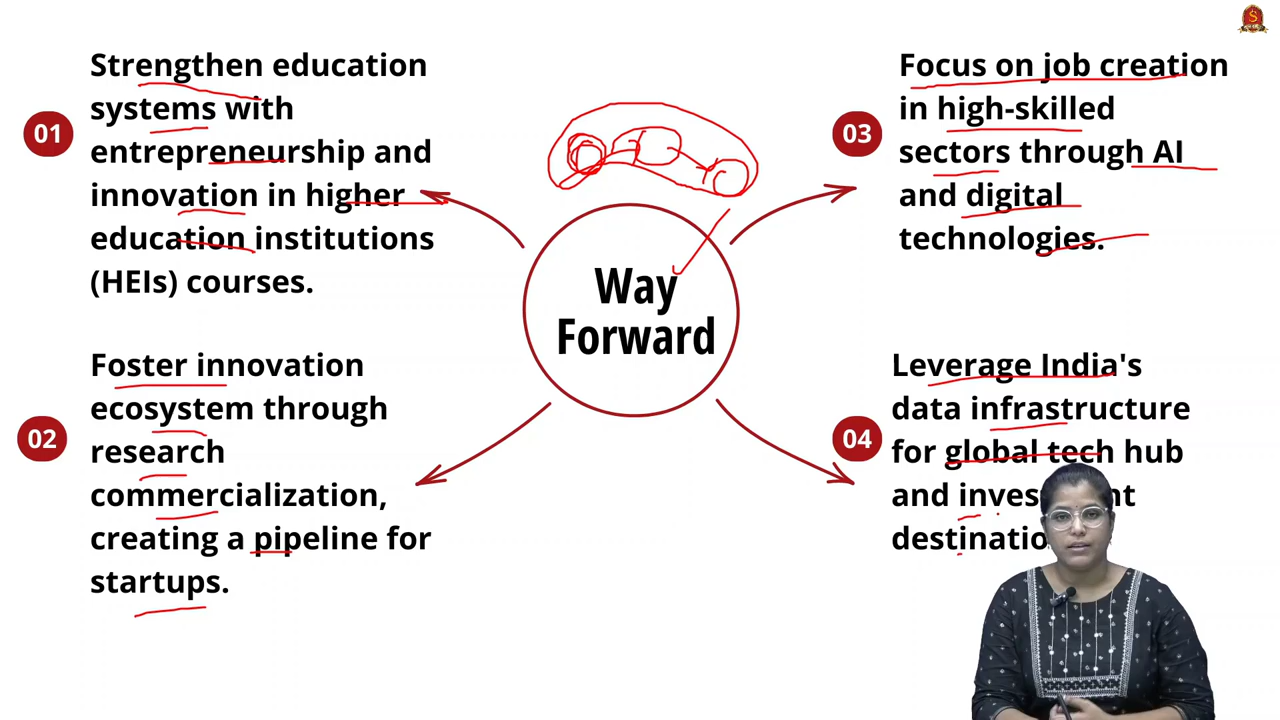 01
Strengthen education
systems with
entrepreneurship and
innovation in higher
education institutions
(HEIs) courses.
02
Foster innovation
ecosystem through
research
commercialization,
creating a pipeline for
startups.
Way
Forward
03
Focus on job creation
in high-skilled
sectors through AI
and digital
technologies.
04
Leverage India's
data infrastructure
for global tech hub
and
S